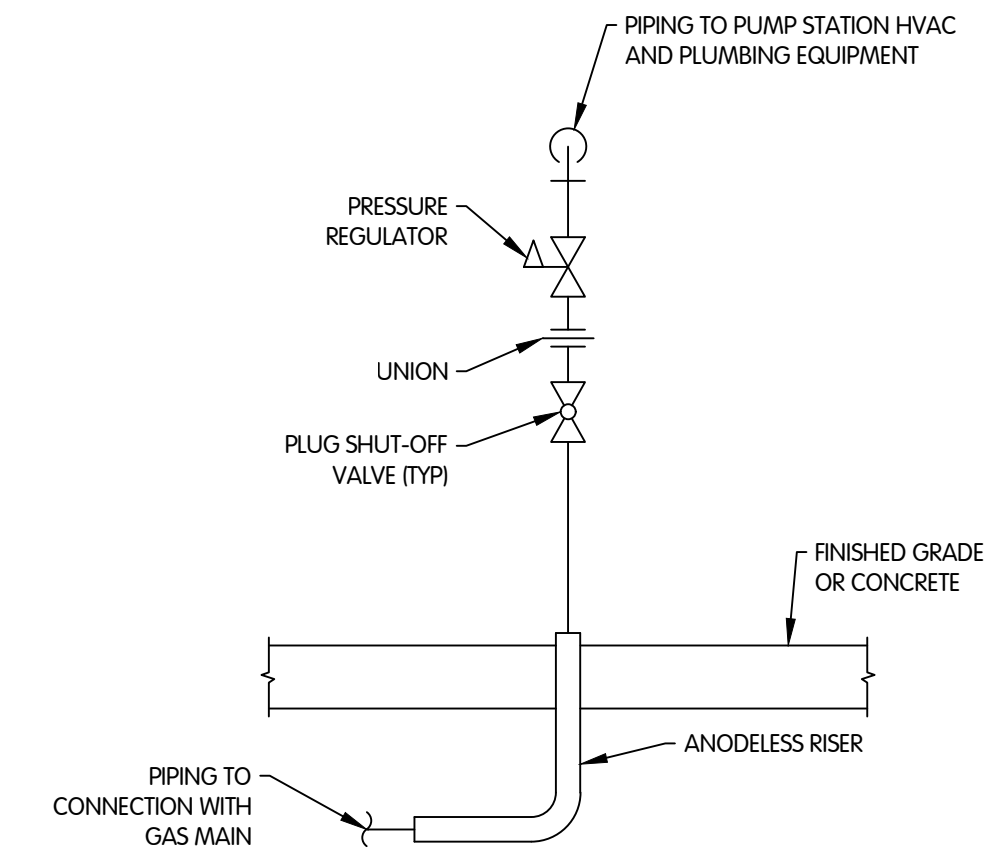 PIPING TO PUMP STATION HVAC
AND PLUMBING EQUIPMENT
PRESSURE
REGULATOR
UNION
PLUG SHUT-OFF
VALVE (TYP)
FINISHED GRADE
OR CONCRETE
ANODELESS RISER
PIPING TO
CONNECTION WITH
GAS MAIN